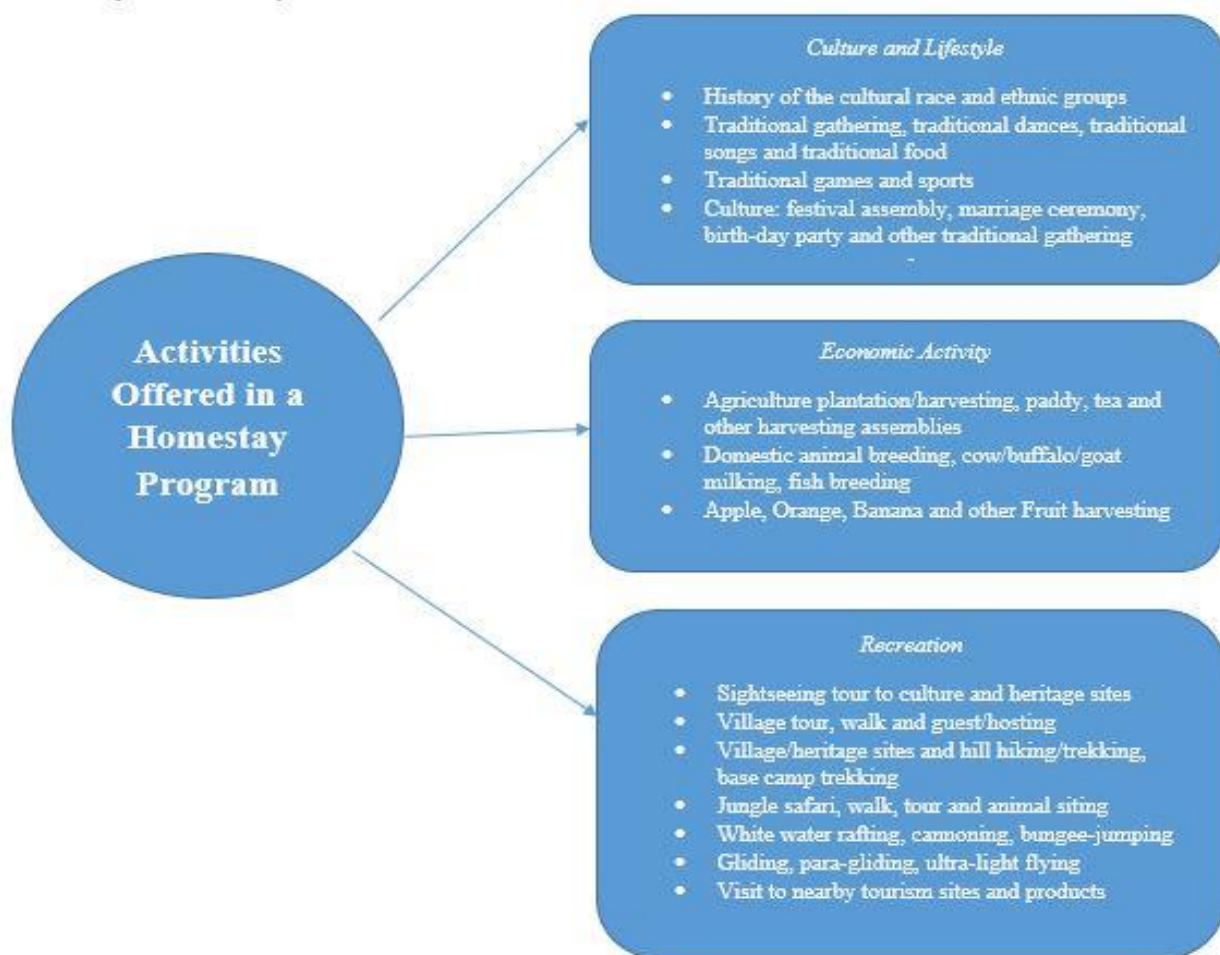 Activities
Offered in a
Homestay
Program
Culture and Lifestyle
• History of the cultural race and ethnic groups
• Traditional gathering, traditional dances, traditional
songs and traditional food
• Traditional games and sports
• Culture: festival assembly, marriage ceremony,
birth-day party and other traditional gathering
-
Economic Activity
• Agriculture plantation/harvesting, paddy, tea and
other harvesting assemblies
• Domestic animal breeding, cow/buffalo/goat
milking, fish breeding
• Apple, Orange, Banana and other Fruit harvesting
Recreation
• Sightseeing tour to culture and heritage sites
• Village tour, walk and guest/hosting
• Village/heritage sites and hill hiking/trekking,
base camp trekking
• Jungle safari, walk, tour and animal siting
• White water rafting, cannoning, bungee-jumping
• Gliding, para-gliding, ultra-light flying
• Visit to nearby tourism sites and products